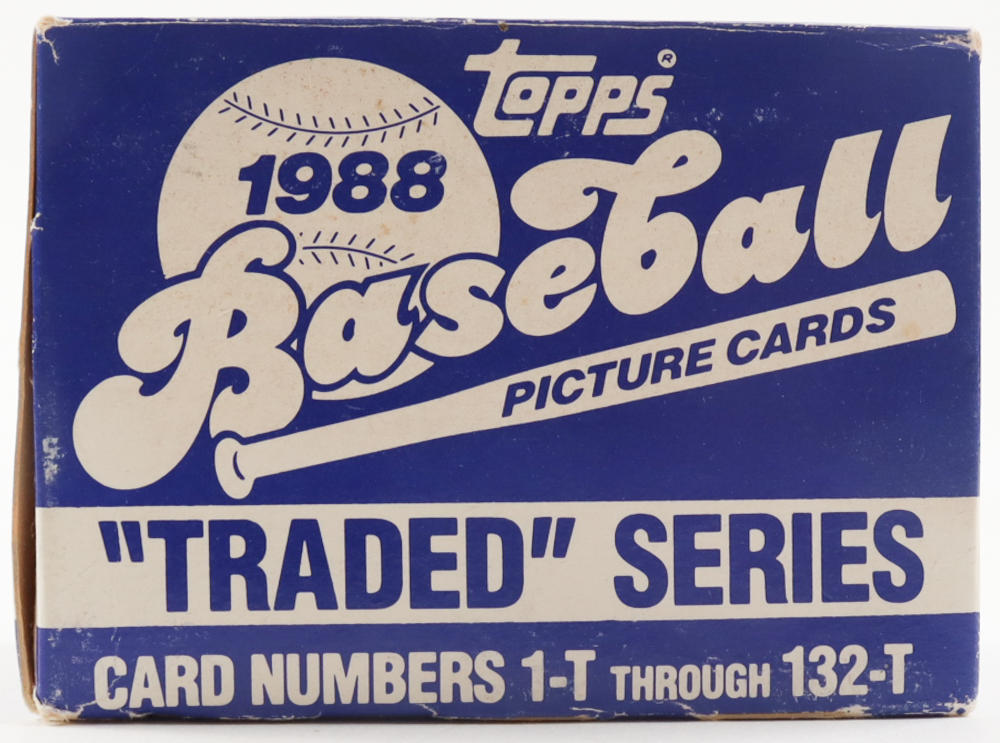 Topps®
1988
Baseball
PICTURE CARDS
"TRADED" SERIES
CARD NUMBERS 1-T THROUGH 132-T